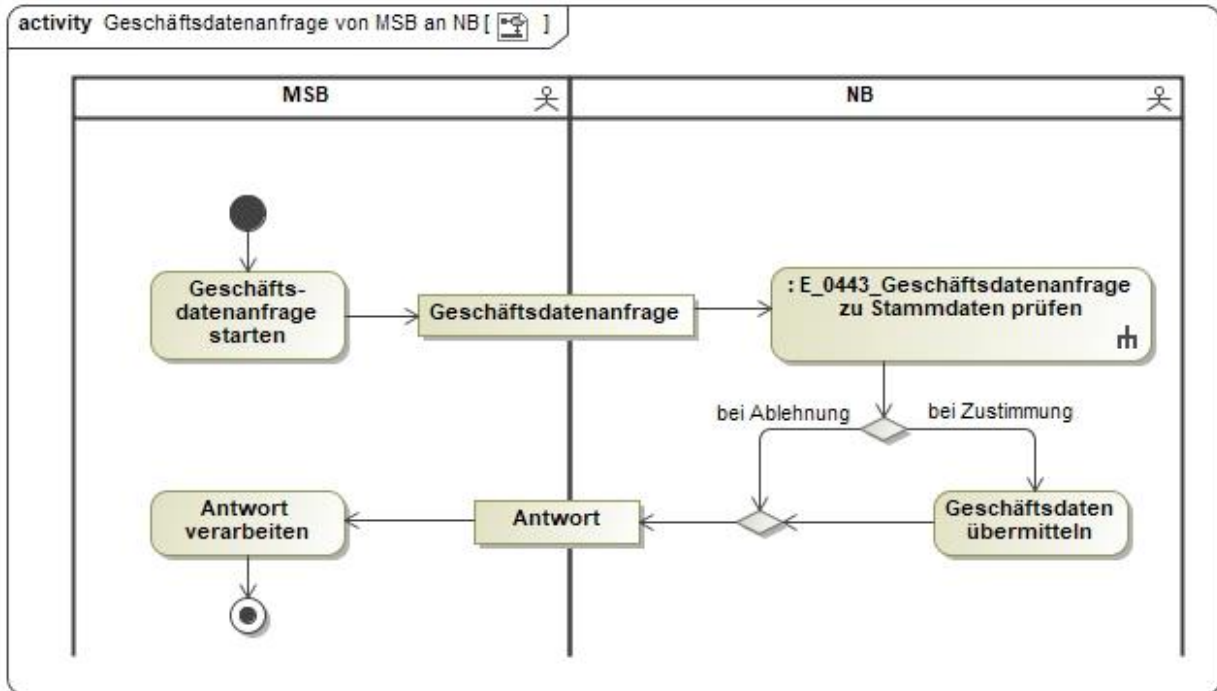 activity Geschäftsdatenanfrage von MSB an NB [ ]
MSB
NB
Geschäfts-
datenanfrage
starten
Geschäftsdatenanfrage
: E_0443_Geschäftsdatenanfrage
zu Stammdaten prüfen
bei Ablehnung
bei Zustimmung
Antwort
verarbeiten
Antwort
Geschäftsdaten
übermitteln